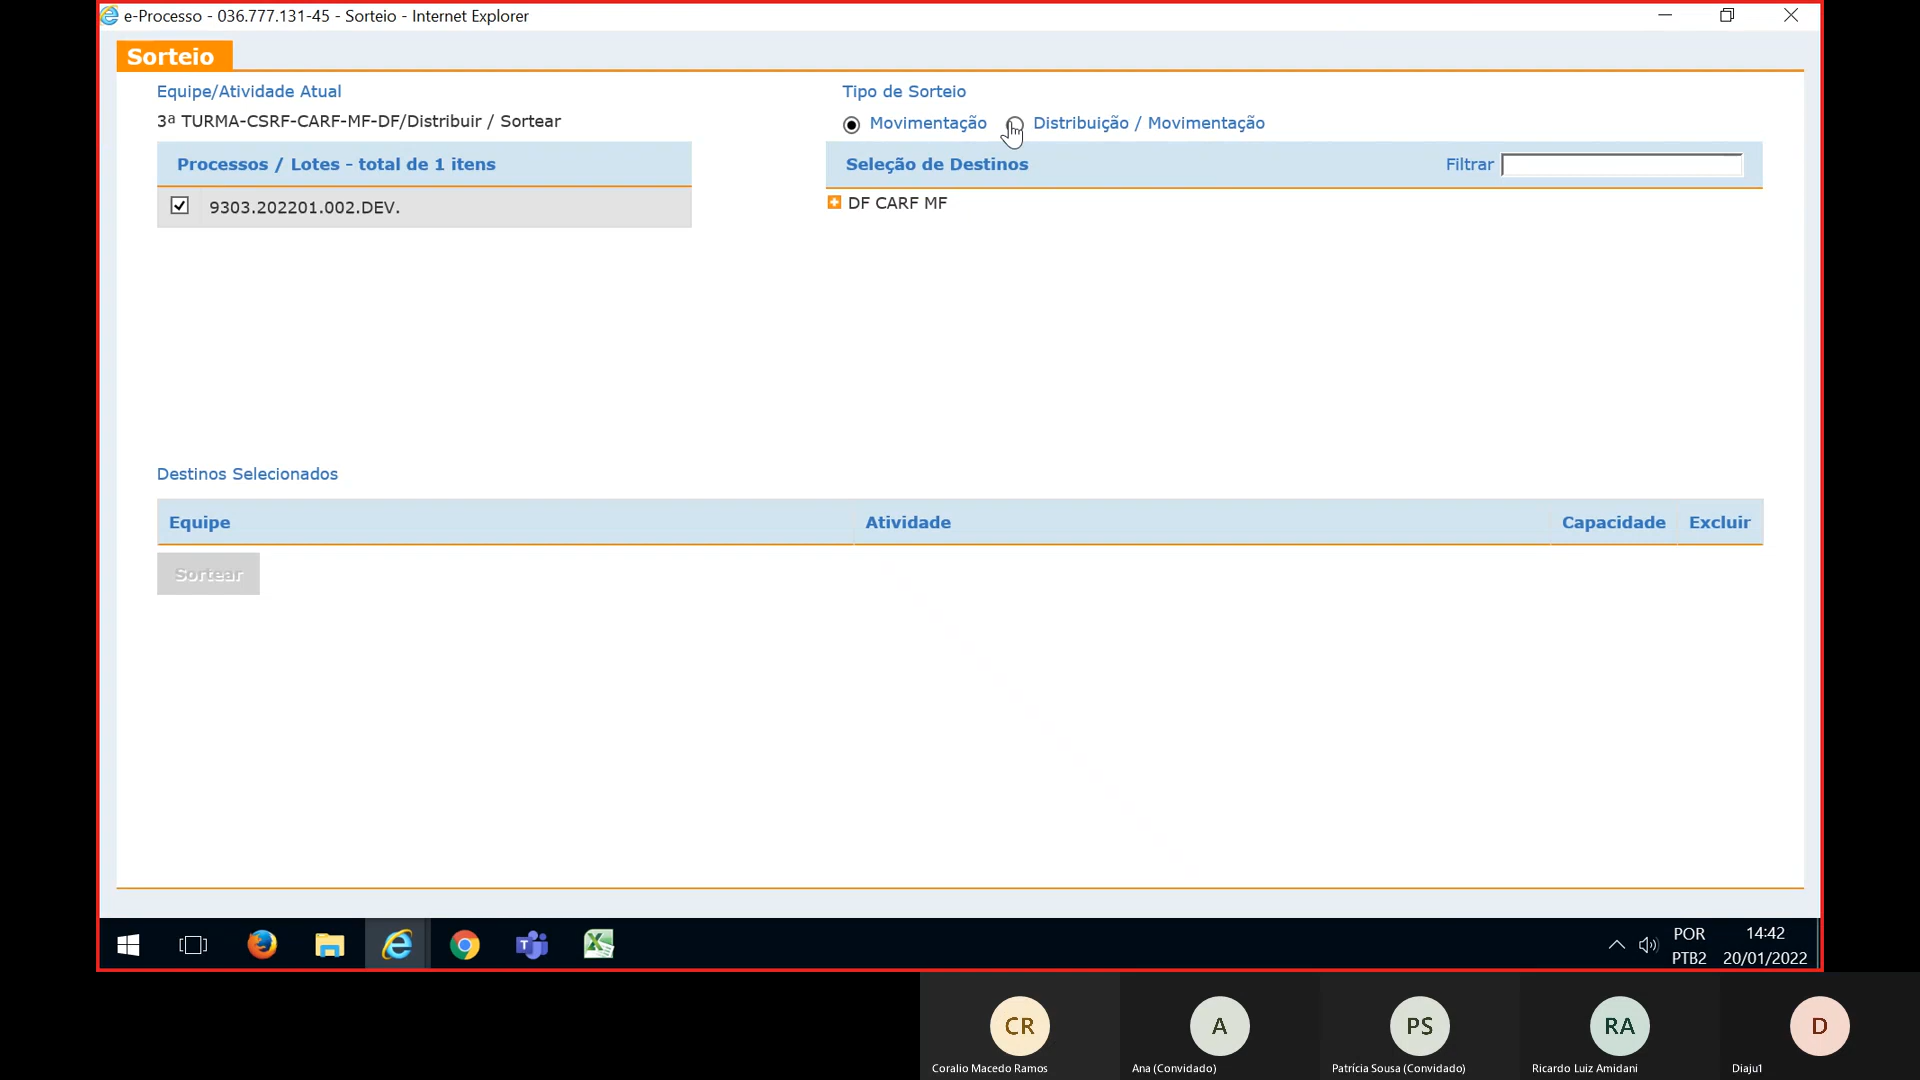 e-Processo - 036.777.131-45 - Sorteio - Internet Explorer
Sorteio
Equipe/Atividade Atual
3ª TURMA-CSRF-CARF-MF-DF/Distribuir / Sortear
Tipo de Sorteio
Movimentação
Distribuição / Movimentação
Processos / Lotes - total de 1 itens
9303.202201.002.DEV.
Seleção de Destinos
Filtrar
DF CARF MF
Destinos Selecionados
Equipe
Atividade
Capacidade
Excluir
Sortear
POR
PTB2
14:42
20/01/2022
CR
Coralio Macedo Ramos
A
Ana (Convidado)
PS
Patrícia Sousa (Convidado)
RA
Ricardo Luiz Amidani
D
Diaju1